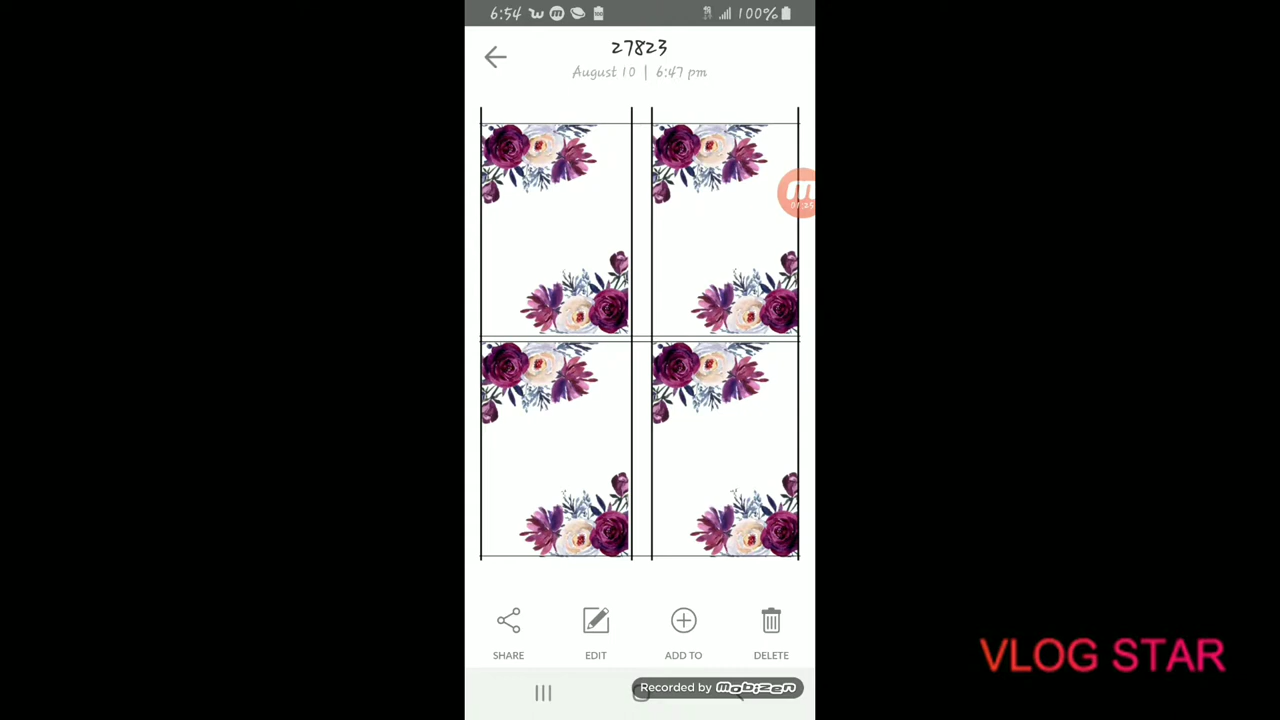 6:54
100%
27823
August 10 | 6:47 pm
SHARE
EDIT
ADD TO
DELETE
Recorded by mobizen
VLOG STAR